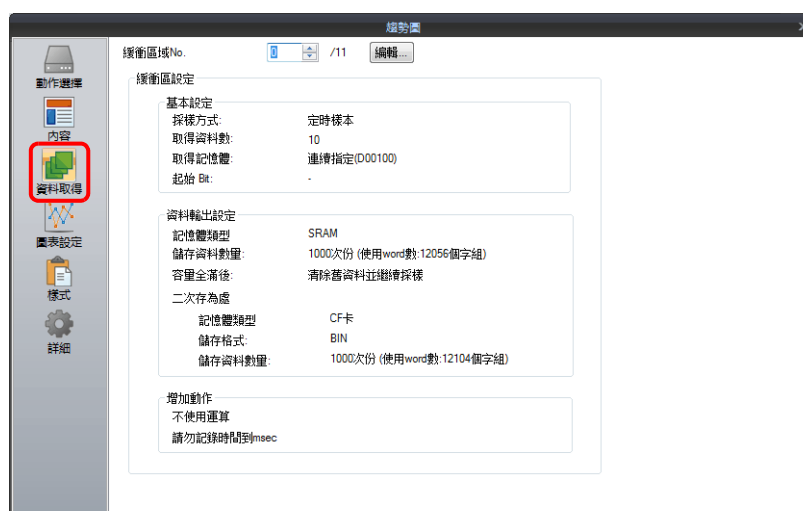 趨勢圖
緩衝區域No. 0 /11 編輯...
動作選擇
內容
資料取得
圖表設定
樣式
詳細
緩衝區設定
基本設定
採樣方式: 定時樣本
取得資料數: 10
取得記憶體: 連續指定(D00100)
起始 Bit: -
資料輸出設定
記憶體類型 SRAM
儲存資料數量: 1000次份 (使用word數:12056個字組)
容量全滿後: 清除舊資料並繼續採樣
二次存為處
記憶體類型 CF卡
儲存格式: BIN
儲存資料數量: 1000次份 (使用word數:12104個字組)
增加動作
不使用運算
請勿記錄時間到msec